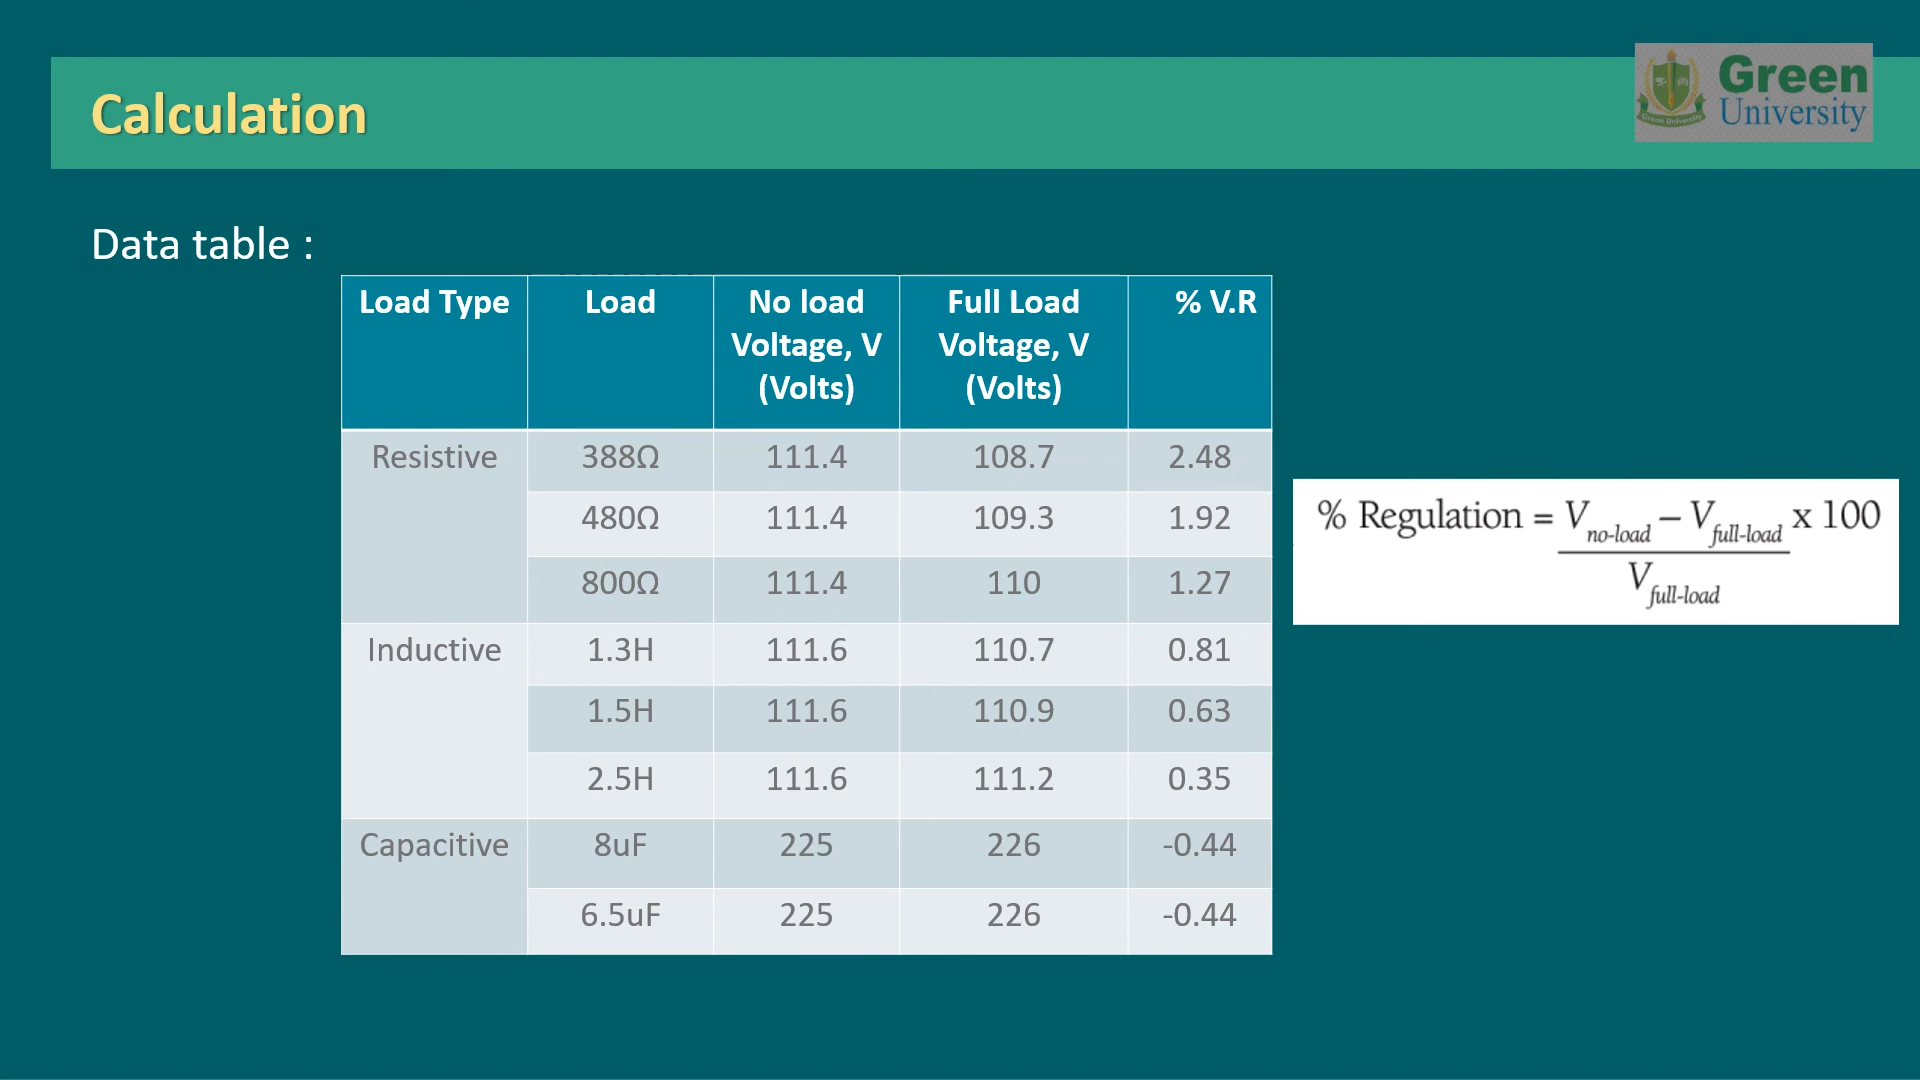 Calculation
Green
University
Green University
Data table :
Load Type Load No load Voltage, V (Volts) Full Load Voltage, V (Volts) % V.R
Resistive 388Ω 111.4 108.7 2.48
480Ω 111.4 109.3 1.92
800Ω 111.4 110 1.27
Inductive 1.3H 111.6 110.7 0.81
1.5H 111.6 110.9 0.63
2.5H 111.6 111.2 0.35
Capacitive 8uF 225 226 -0.44
6.5uF 225 226 -0.44
% Regulation = V no-load – V full-load x 100
V full-load